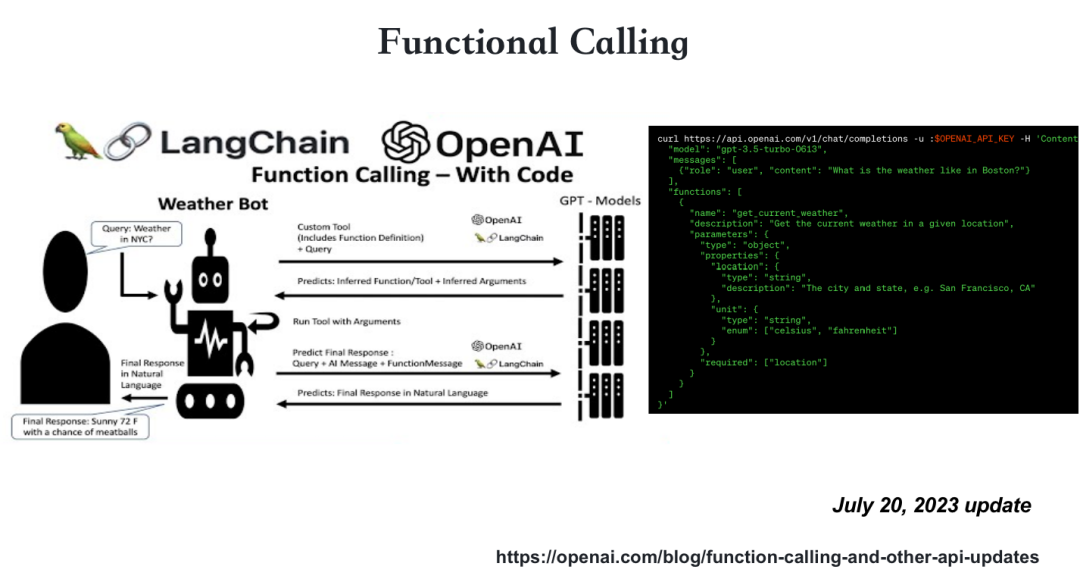 Functional Calling
LangChain
OpenAI
Function Calling – With Code
Weather Bot
GPT - Models
Query: Weather
in NYC?
Custom Tool
(Includes Function Definition)
+ Query
OpenAI
LangChain
Predicts: Inferred Function/Tool + Inferred Arguments
Run Tool with Arguments
Predict Final Response :
Query + AI Message + FunctionMessage
OpenAI
LangChain
Final Response
in Natural
Language
Predicts: Final Response in Natural Language
Final Response: Sunny 72 F
with a chance of meatballs
curl https://api.openai.com/v1/chat/completions -u :$OPENAI_API_KEY -H 'Content
"model": "gpt-3.5-turbo-0613",
"messages": [
{"role": "user", "content": "What is the weather like in Boston?"}
],
"functions": [
{
"name": "get_current_weather",
"description": "Get the current weather in a given location",
"parameters": {
"type": "object",
"properties": {
"location": {
"type": "string",
"description": "The city and state, e.g. San Francisco, CA"
},
"unit": {
"type": "string",
"enum": ["celsius", "fahrenheit"]
}
},
"required": ["location"]
}
}
]
}'
July 20, 2023 update
https://openai.com/blog/function-calling-and-other-api-updates